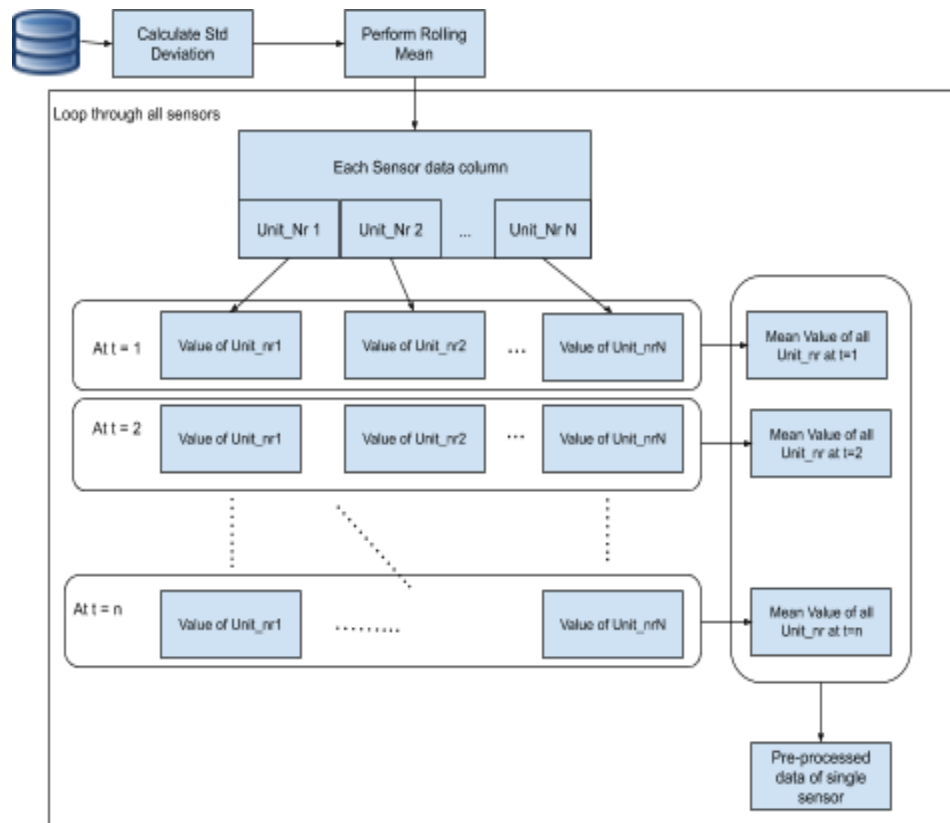 Calculate Std
Deviation
Perform Rolling
Mean
Loop through all sensors
Each Sensor data column
Unit_Nr 1
Unit_Nr 2
...
Unit_Nr N
At t = 1
Value of Unit_nr1
Value of Unit_nr2
...
Value of Unit_nrN
Mean Value of all
Unit_nr at t=1
At t = 2
Value of Unit_nr1
Value of Unit_nr2
...
Value of Unit_nrN
Mean Value of all
Unit_nr at t=2
At t = n
Value of Unit_nr1
.........
Value of Unit_nrN
Mean Value of all
Unit_nr at t=n
Pre-processed
data of single
sensor